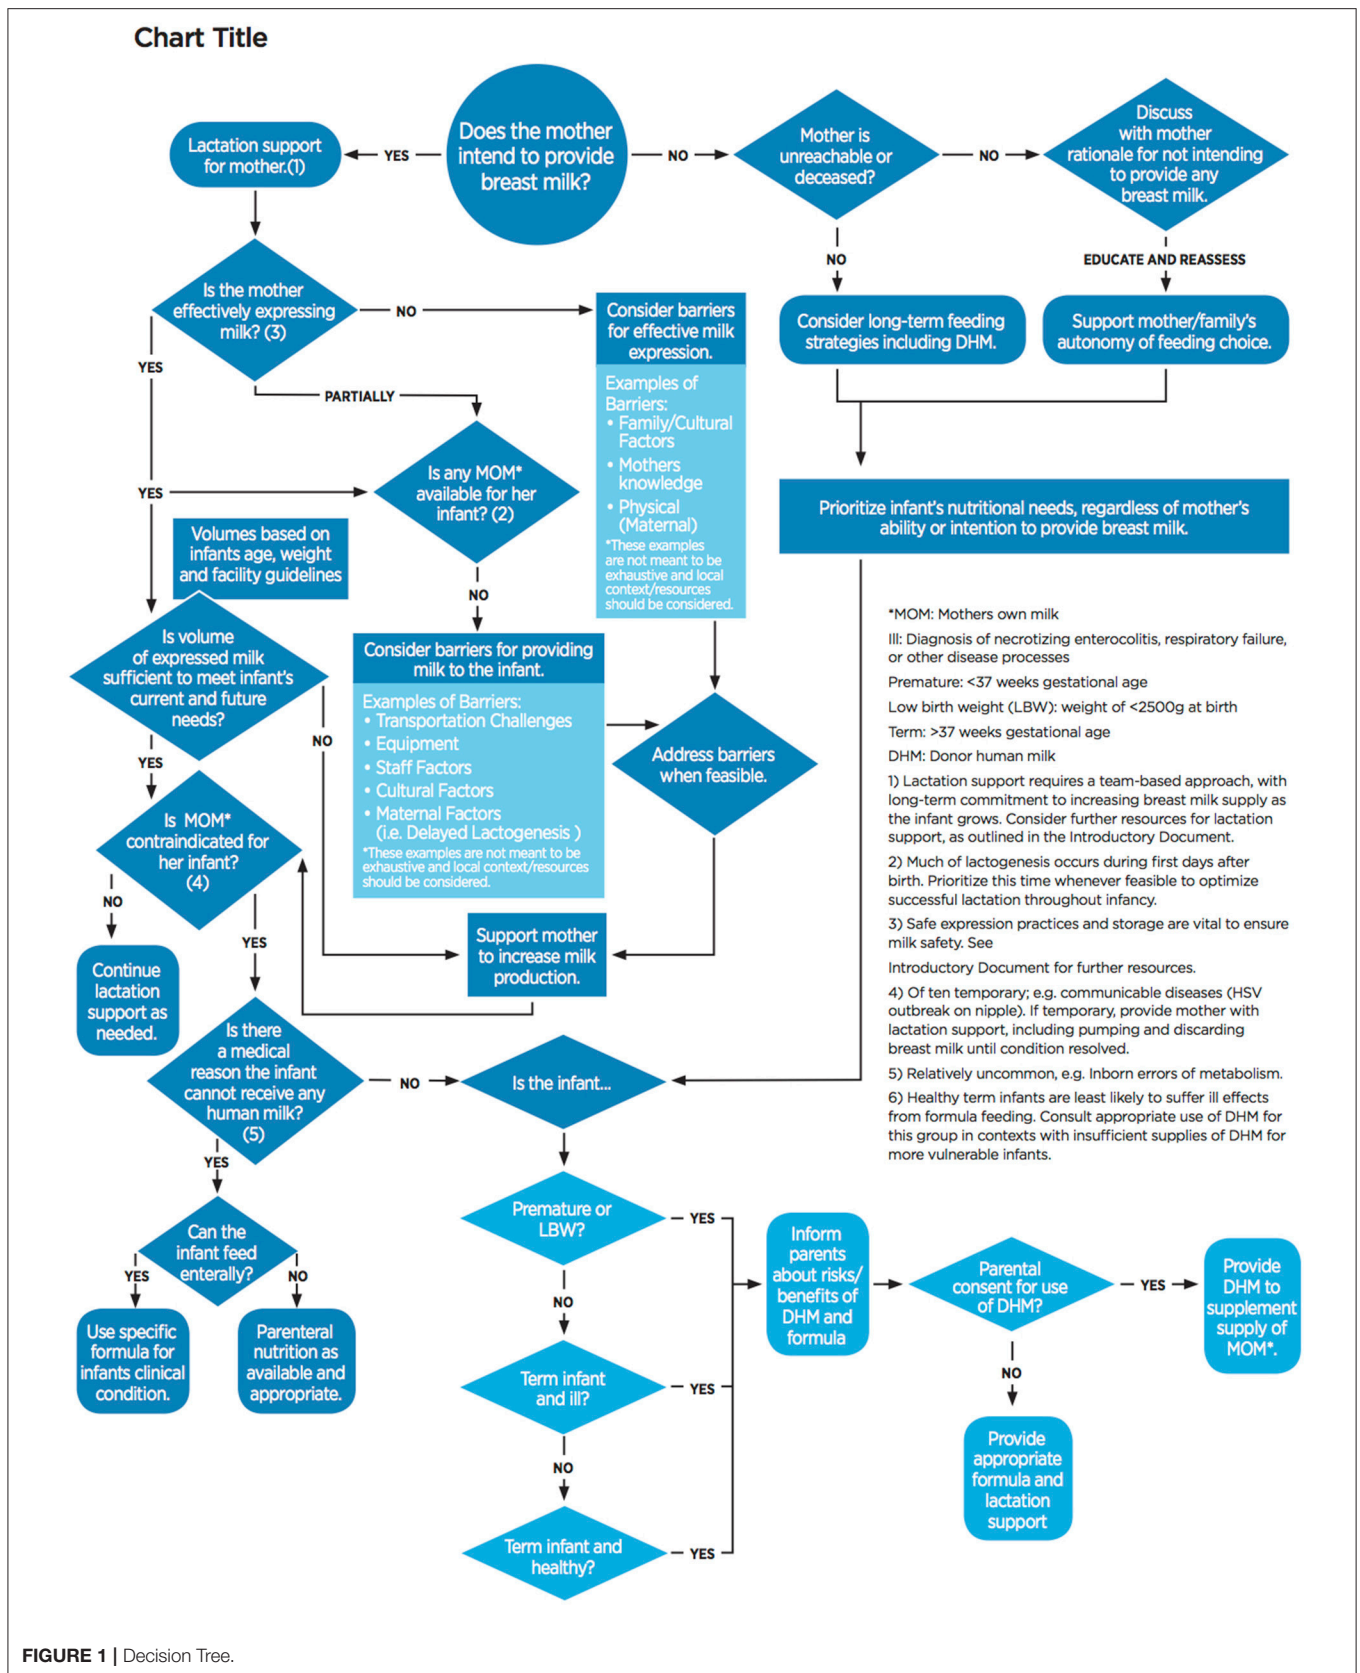 Chart Title
Does the mother
intend to provide
breast milk?
YES
NO
Lactation support
for mother.(1)
Mother is
unreachable or
deceased?
NO
Discuss
with mother
rationale for not intending
to provide any
breast milk.
NO
EDUCATE AND REASSESS
Consider long-term feeding
strategies including DHM.
Support mother/family's
autonomy of feeding choice.
Is the mother
effectively expressing
milk? (3)
NO
YES
PARTIALLY
Consider barriers
for effective milk
expression.
Examples of
Barriers:
• Family/Cultural
Factors
• Mothers
knowledge
• Physical
(Maternal)
*These examples
are not meant to be
exhaustive and local
context/resources
should be considered.
Is any MOM*
available for her
infant? (2)
YES
NO
Prioritize infant's nutritional needs, regardless of mother's
ability or intention to provide breast milk.
Volumes based on
infants age, weight
and facility guidelines
Is volume
of expressed milk
sufficient to meet infant's
current and future
needs?
NO
YES
Consider barriers for providing
milk to the infant.
Examples of Barriers:
• Transportation Challenges
• Equipment
• Staff Factors
• Cultural Factors
• Maternal Factors
(i.e. Delayed Lactogenesis )
*These examples are not meant to be
exhaustive and local context/resources
should be considered.
Address barriers
when feasible.
Is MOM*
contraindicated for
her infant?
(4)
NO
YES
Support mother
to increase milk
production.
Continue
lactation
support as
needed.
Is there
a medical
reason the infant
cannot receive any
human milk?
(5)
NO
YES
Is the infant...
Can the
infant feed
enterally?
YES
NO
Use specific
formula for
infants clinical
condition.
Parenteral
nutrition as
available and
appropriate.
*MOM: Mothers own milk
Ill: Diagnosis of necrotizing enterocolitis, respiratory failure,
or other disease processes
Premature: <37 weeks gestational age
Low birth weight (LBW): weight of <2500g at birth
Term: >37 weeks gestational age
DHM: Donor human milk
1) Lactation support requires a team-based approach, with
long-term commitment to increasing breast milk supply as
the infant grows. Consider further resources for lactation
support, as outlined in the Introductory Document.
2) Much of lactogenesis occurs during first days after
birth. Prioritize this time whenever feasible to optimize
successful lactation throughout infancy.
3) Safe expression practices and storage are vital to ensure
milk safety. See
Introductory Document for further resources.
4) Of ten temporary; e.g. communicable diseases (HSV
outbreak on nipple). If temporary, provide mother with
lactation support, including pumping and discarding
breast milk until condition resolved.
5) Relatively uncommon, e.g. Inborn errors of metabolism.
6) Healthy term infants are least likely to suffer ill effects
from formula feeding. Consult appropriate use of DHM for
this group in contexts with insufficient supplies of DHM for
more vulnerable infants.
Premature or
LBW?
YES
NO
Term infant
and ill?
YES
NO
Term infant and
healthy?
YES
Inform
parents
about risks/
benefits of
DHM and
formula
Parental
consent for use
of DHM?
YES
NO
Provide
DHM to
supplement
supply of
MOM*.
Provide
appropriate
formula and
lactation
support
FIGURE 1 | Decision Tree.